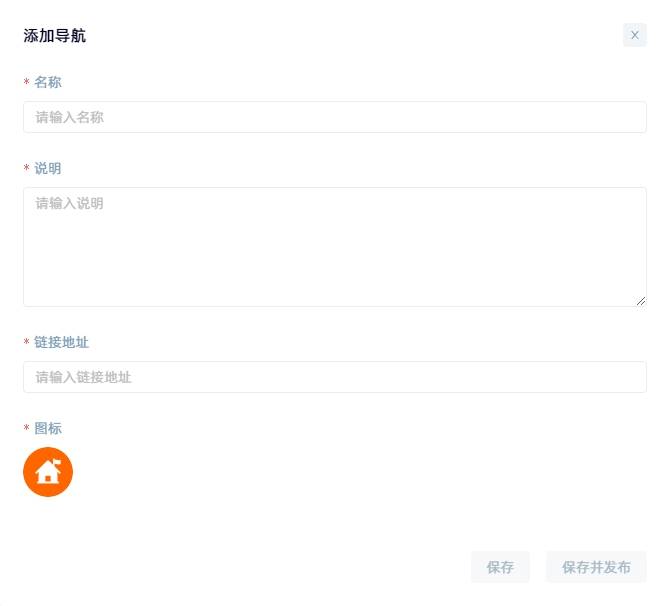 添加导航
X
* 名称
请输入名称
* 说明
请输入说明
* 链接地址
请输入链接地址
* 图标
保存 保存并发布